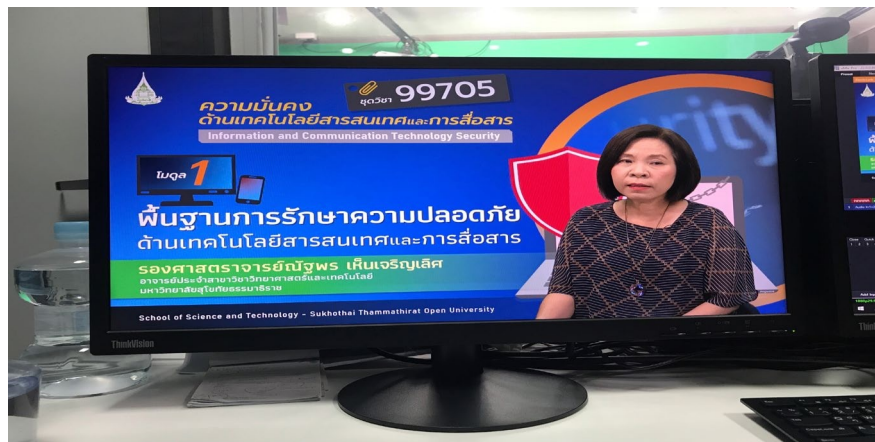 ชุดวิชา 99705
ความมั่นคง
ด้านเทคโนโลยีสารสนเทศและการสื่อสาร
Information and Communication Technology Security
โมดูล 1
urity
พื้นฐานการรักษาความปลอดภัย
ด้านเทคโนโลยีสารสนเทศและการสื่อสาร
รองศาสตราจารย์ณัฐพร เห็นเจริญเลิศ
อาจารย์ประจำสาขาวิชาวิทยาศาสตร์และเทคโนโลยี
มหาวิทยาลัยสุโขทัยธรรมาธิราช
School of Science and Technology - Sukhothai Thammathirat Open University
ThinkVision